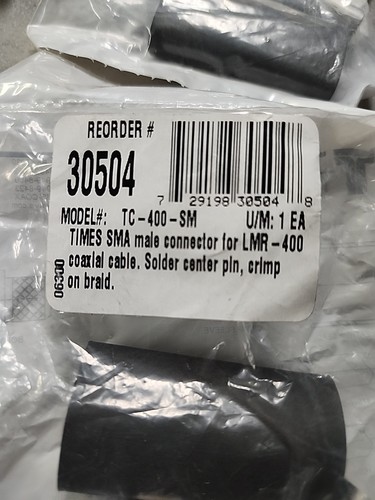 REORDER #
30504
7 29198 30504 8
MODEL#: TC-400-SM U/M: 1 EA
TIMES SMA male connector for LMR-400
coaxial cable. Solder center pin, crimp
on braid.
06300